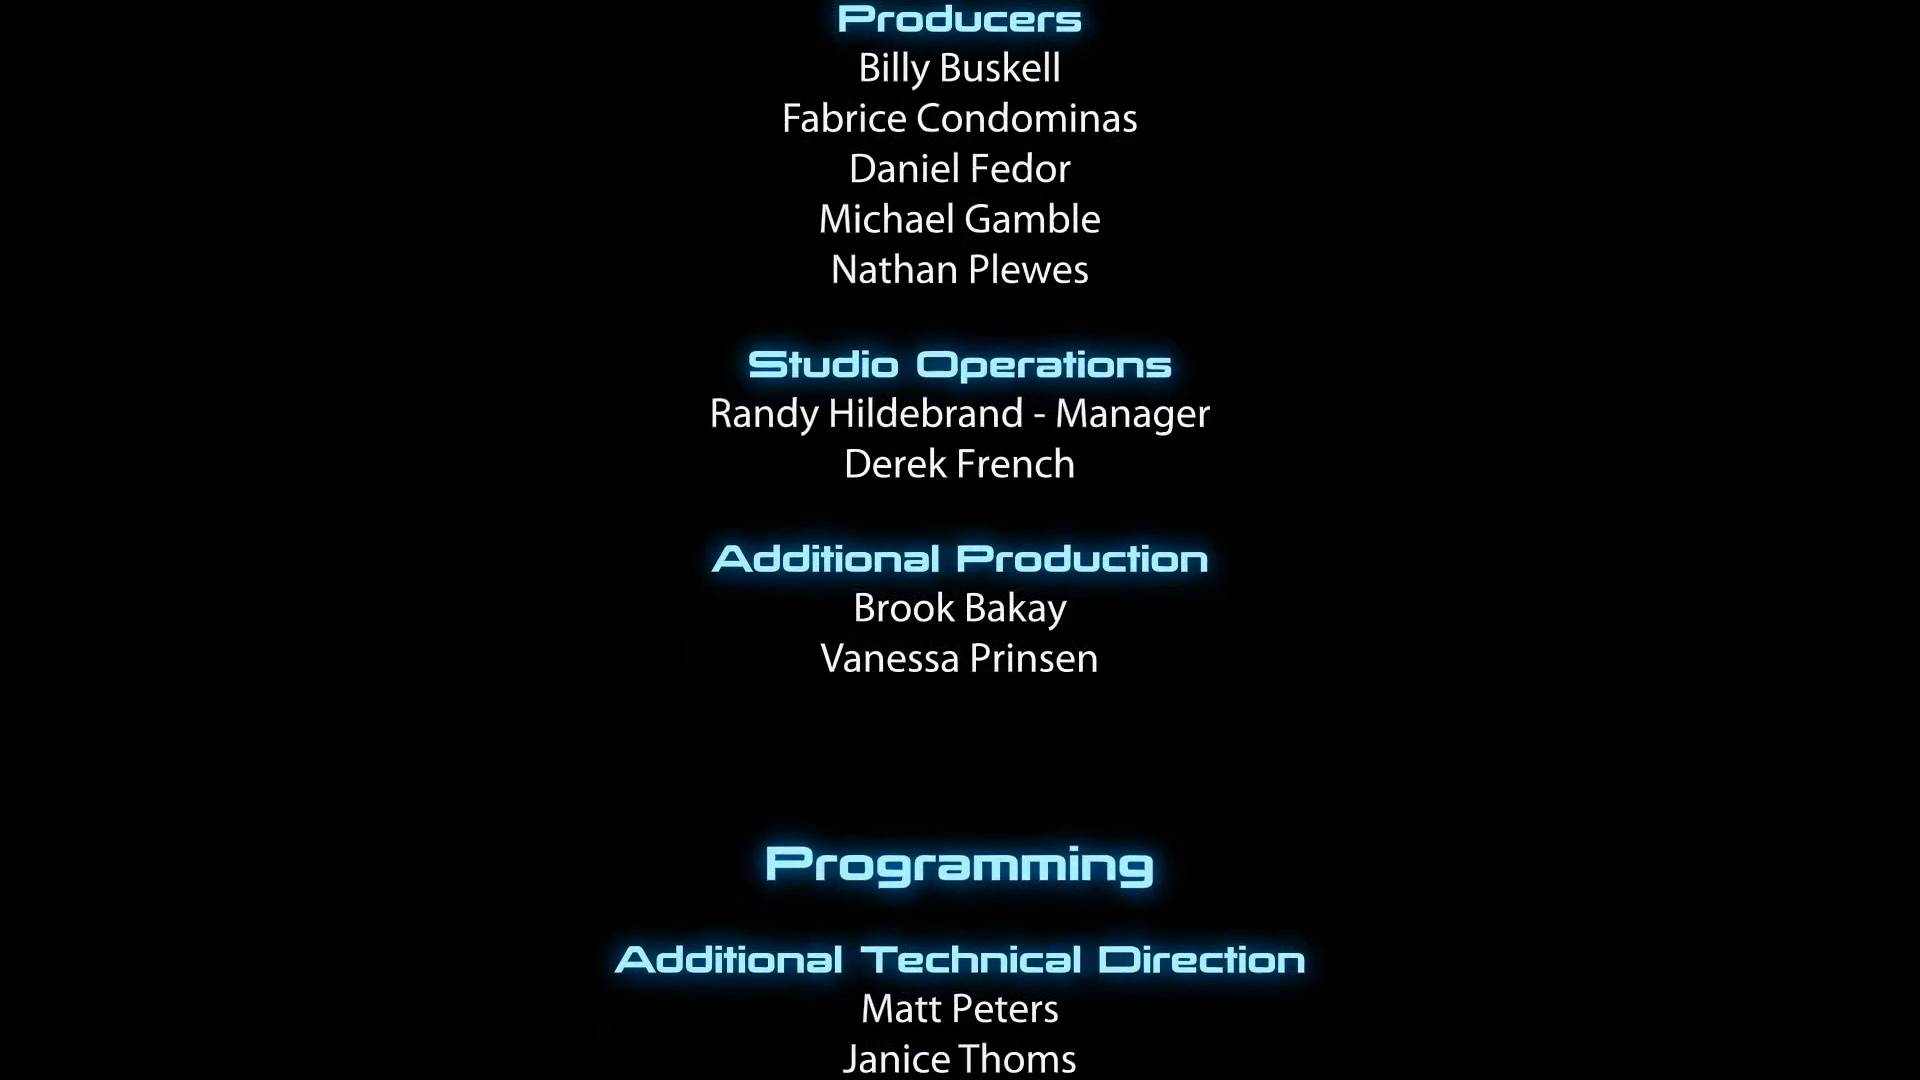 Producers
Billy Buskell
Fabrice Condominas
Daniel Fedor
Michael Gamble
Nathan Plewes
Studio Operations
Randy Hildebrand - Manager
Derek French
Additional Production
Brook Bakay
Vanessa Prinsen
Programming
Additional Technical Direction
Matt Peters
Janice Thoms